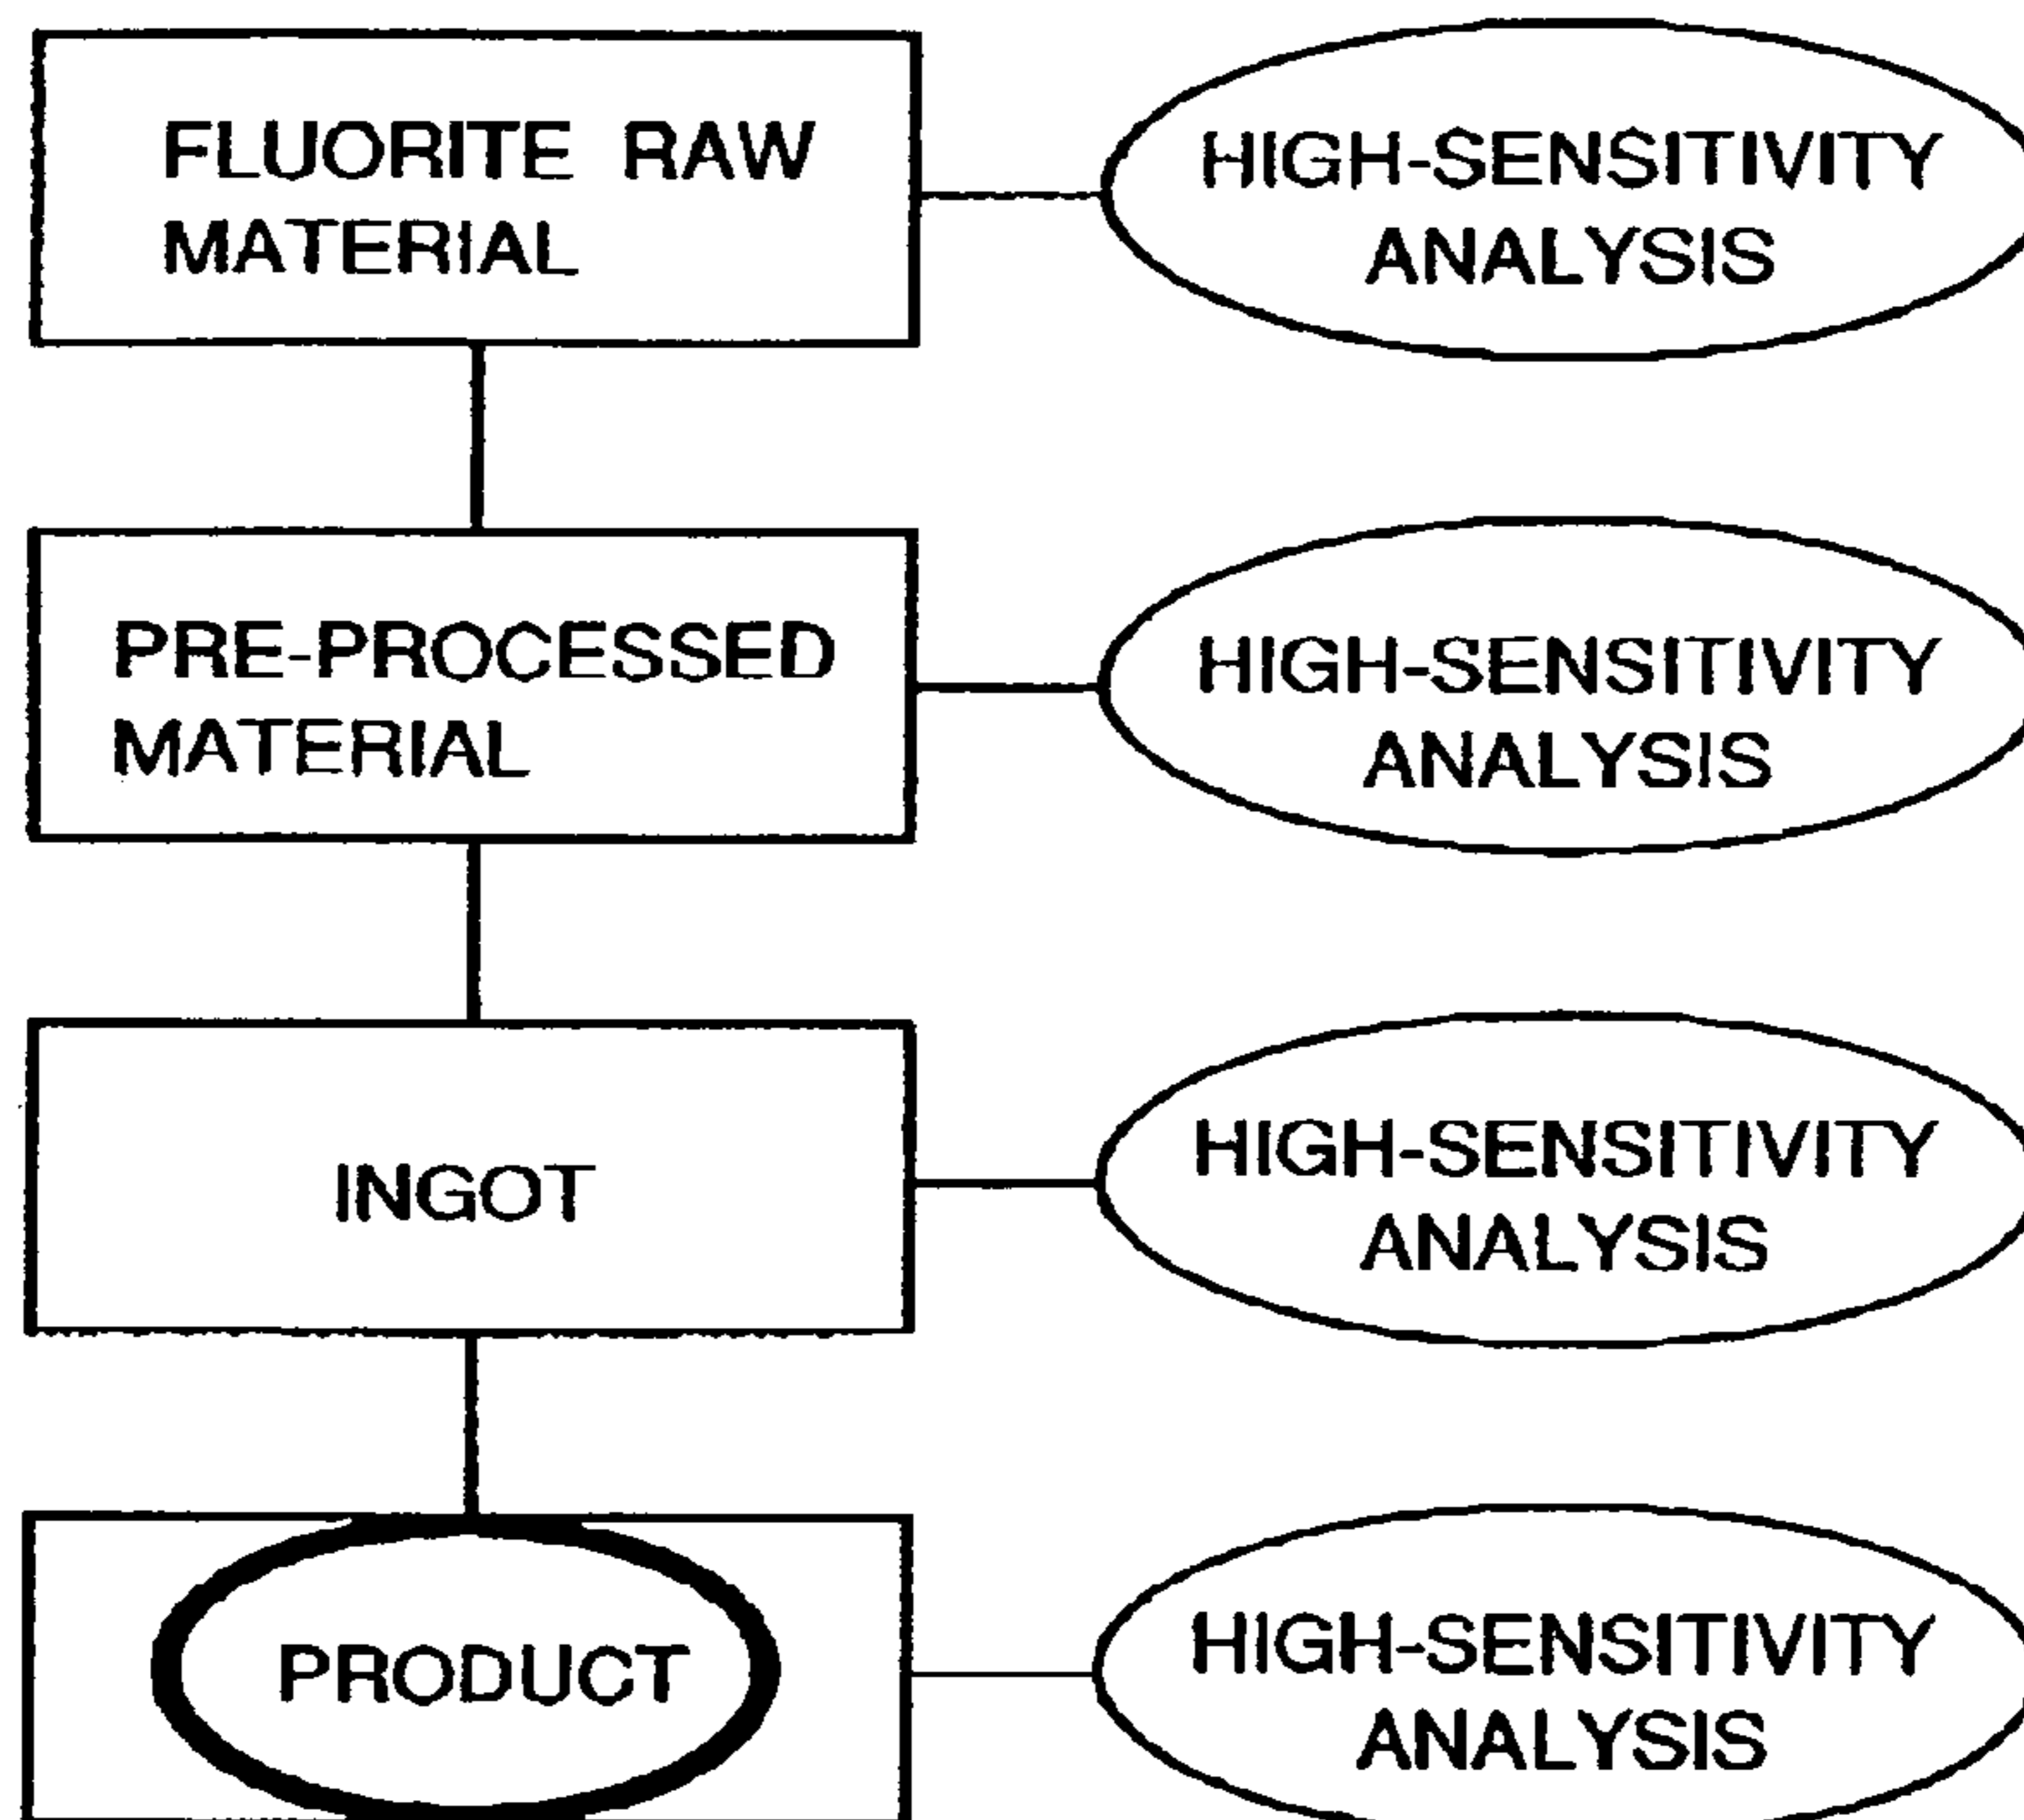 FLUORITE RAW
MATERIAL
HIGH-SENSITIVITY
ANALYSIS
PRE-PROCESSED
MATERIAL
HIGH-SENSITIVITY
ANALYSIS
INGOT
HIGH-SENSITIVITY
ANALYSIS
PRODUCT
HIGH-SENSITIVITY
ANALYSIS